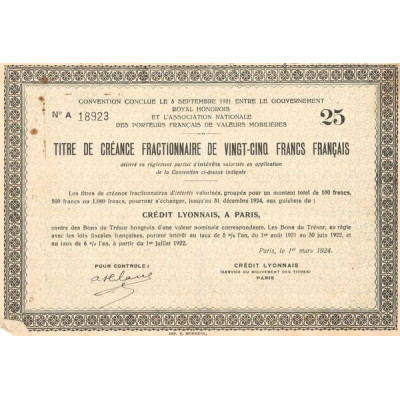 CONVENTION CONCLUE LE 8 SEPTEMBRE 1921 ENTRE LE GOUVERNEMENT
ROYAL HONGROIS
ET L'ASSOCIATION NATIONALE
DES PORTEURS FRANÇAIS DE VALEURS MOBILIÈRES
N° A 18923
25
TITRE DE CRÉANCE FRACTIONNAIRE DE VINGT-CINQ FRANCS FRANÇAIS
délivré en règlement partiel d'intérêts valorisés en application
de la Convention ci-dessus indiquée
Les titres de créance fractionnaires d'intérêts valorisés, groupés pour un montant total de 100 francs,
500 francs ou 1.000 francs, pourront s'échanger, jusqu'au 31 décembre 1934, aux guichets du :
CRÉDIT LYONNAIS, A PARIS,
contre des Bons du Trésor hongrois d'une valeur nominale correspondante. Les Bons du Trésor, en règle
avec les lois fiscales françaises, portent intérêt au taux de 5 % l'an, du 1er août 1921 au 30 juin 1922, et
au taux de 6 % l'an, à partir du 1er juillet 1922.
Paris, le 1er mars 1924.
POUR CONTROLE :
CRÉDIT LYONNAIS
(SERVICE DU MOUVEMENT DES TITRES)
PARIS